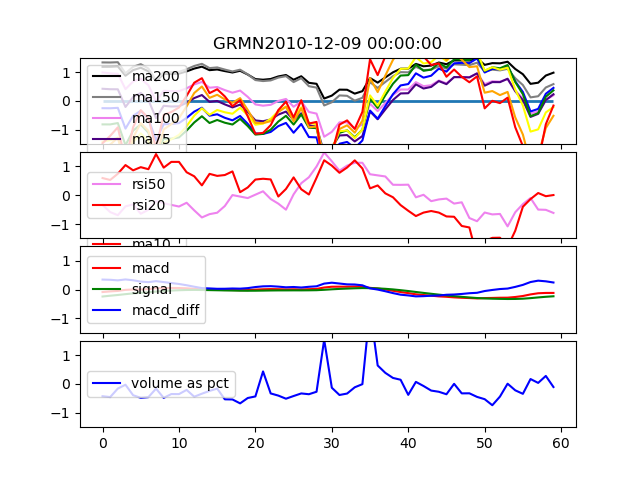 GRMN2010-12-09 00:00:00
1
0
−1
ma200
ma150
ma100
ma75
1
0
−1
rsi50
rsi20
ma10
1
0
−1
macd
signal
macd_diff
1
0
−1
volume as pct
0 10 20 30 40 50 60